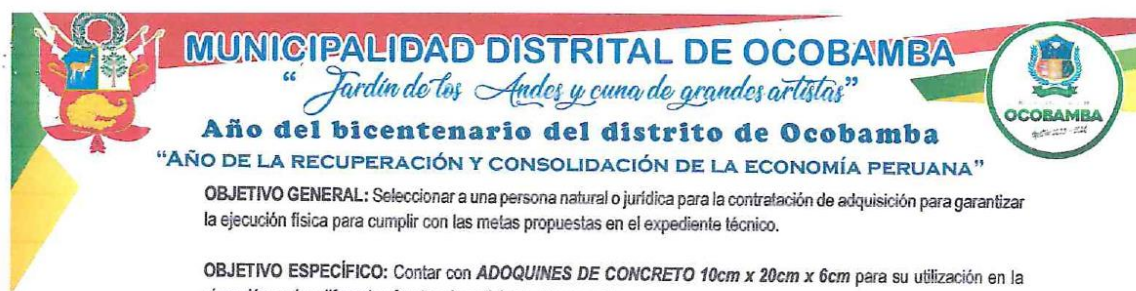 MUNICIPALIDAD DISTRITAL DE OCOBAMBA
“Jardín de los Andes y cuna de grandes artistas”
Año del bicentenario del distrito de Ocobamba
“AÑO DE LA RECUPERACIÓN Y CONSOLIDACIÓN DE LA ECONOMÍA PERUANA”
OCOBAMBA
OBJETIVO GENERAL: Seleccionar a una persona natural o jurídica para la contratación de adquisición para garantizar
la ejecución física para cumplir con las metas propuestas en el expediente técnico.
OBJETIVO ESPECÍFICO: Contar con ADOQUINES DE CONCRETO 10cm x 20cm x 6cm para su utilización en la